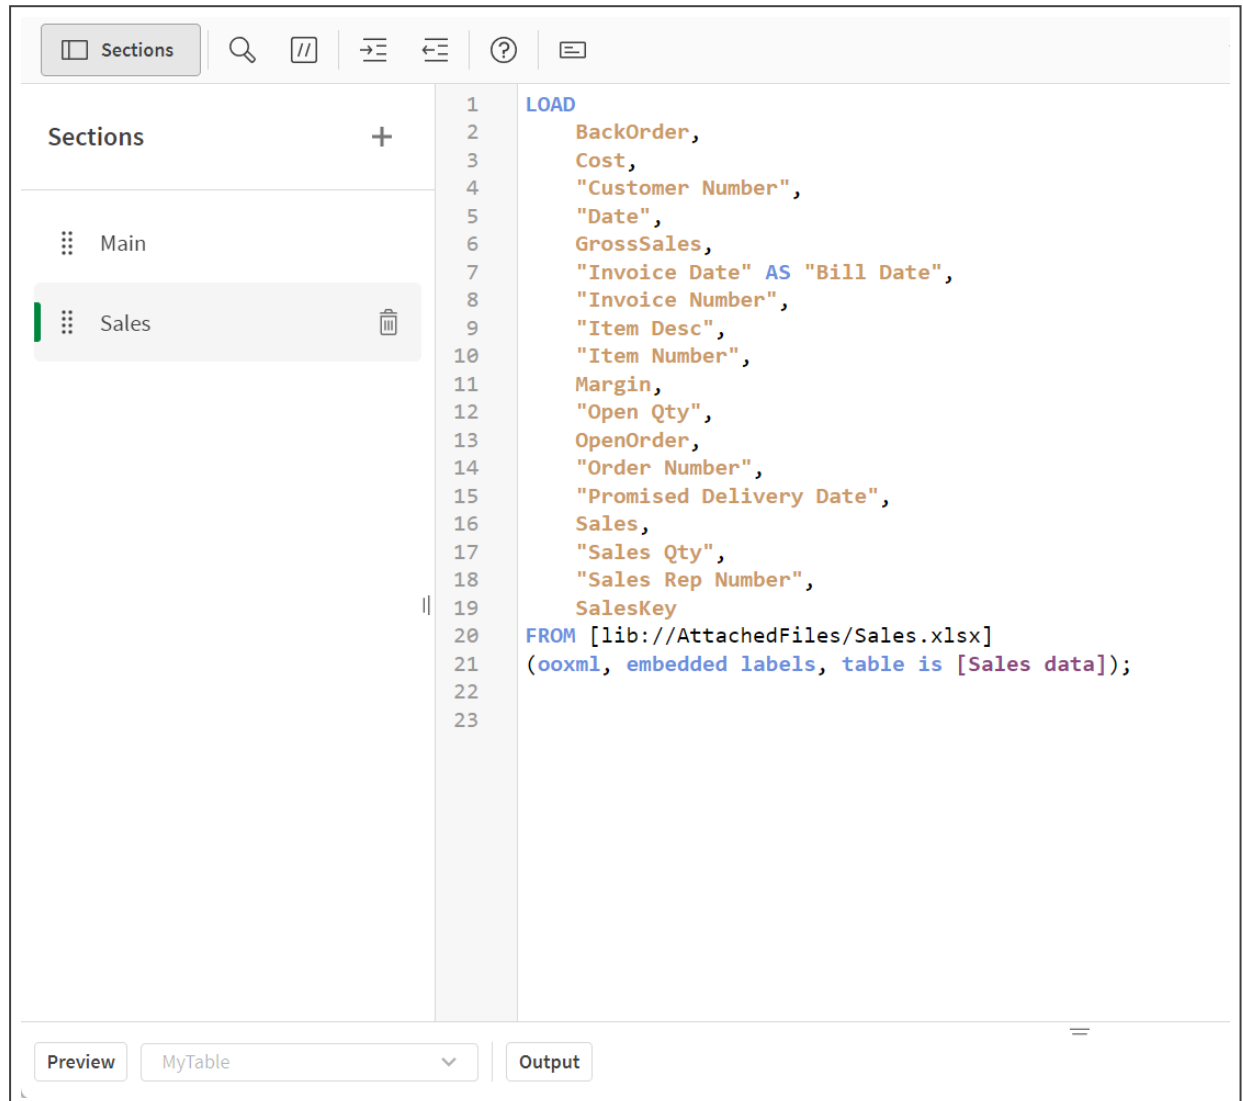 Sections
//
?
Sections
+
Main
Sales
1 LOAD
2 BackOrder,
3 Cost,
4 "Customer Number",
5 "Date",
6 GrossSales,
7 "Invoice Date" AS "Bill Date",
8 "Invoice Number",
9 "Item Desc",
10 "Item Number",
11 Margin,
12 "Open Qty",
13 OpenOrder,
14 "Order Number",
15 "Promised Delivery Date",
16 Sales,
17 "Sales Qty",
18 "Sales Rep Number",
19 SalesKey
20 FROM [lib://AttachedFiles/Sales.xlsx]
21 (ooxml, embedded labels, table is [Sales data]);
22
23
Preview MyTable Output